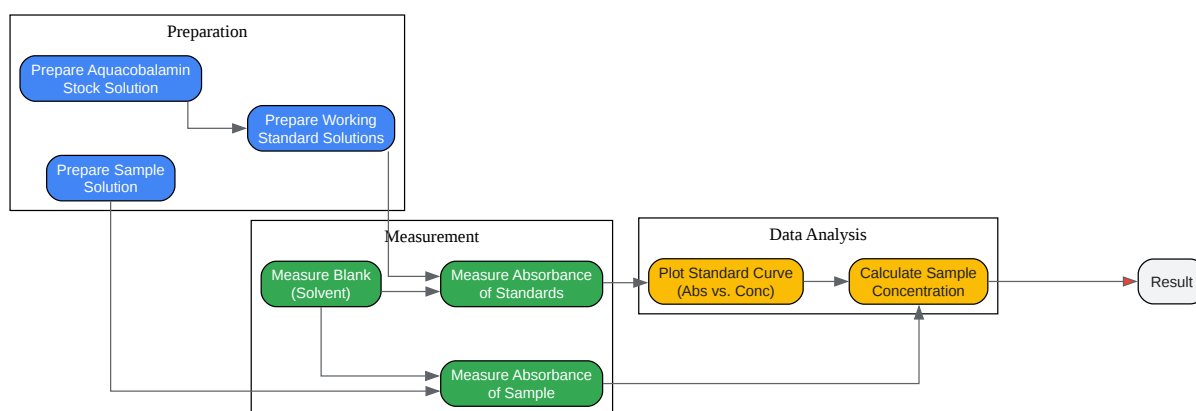 Preparation
Prepare Aquacobalamin
Stock Solution
Prepare Working
Standard Solutions
Prepare Sample
Solution
Measurement
Measure Blank
(Solvent)
Measure Absorbance
of Standards
Measure Absorbance
of Sample
Data Analysis
Plot Standard Curve
(Abs vs. Conc)
Calculate Sample
Concentration
Result